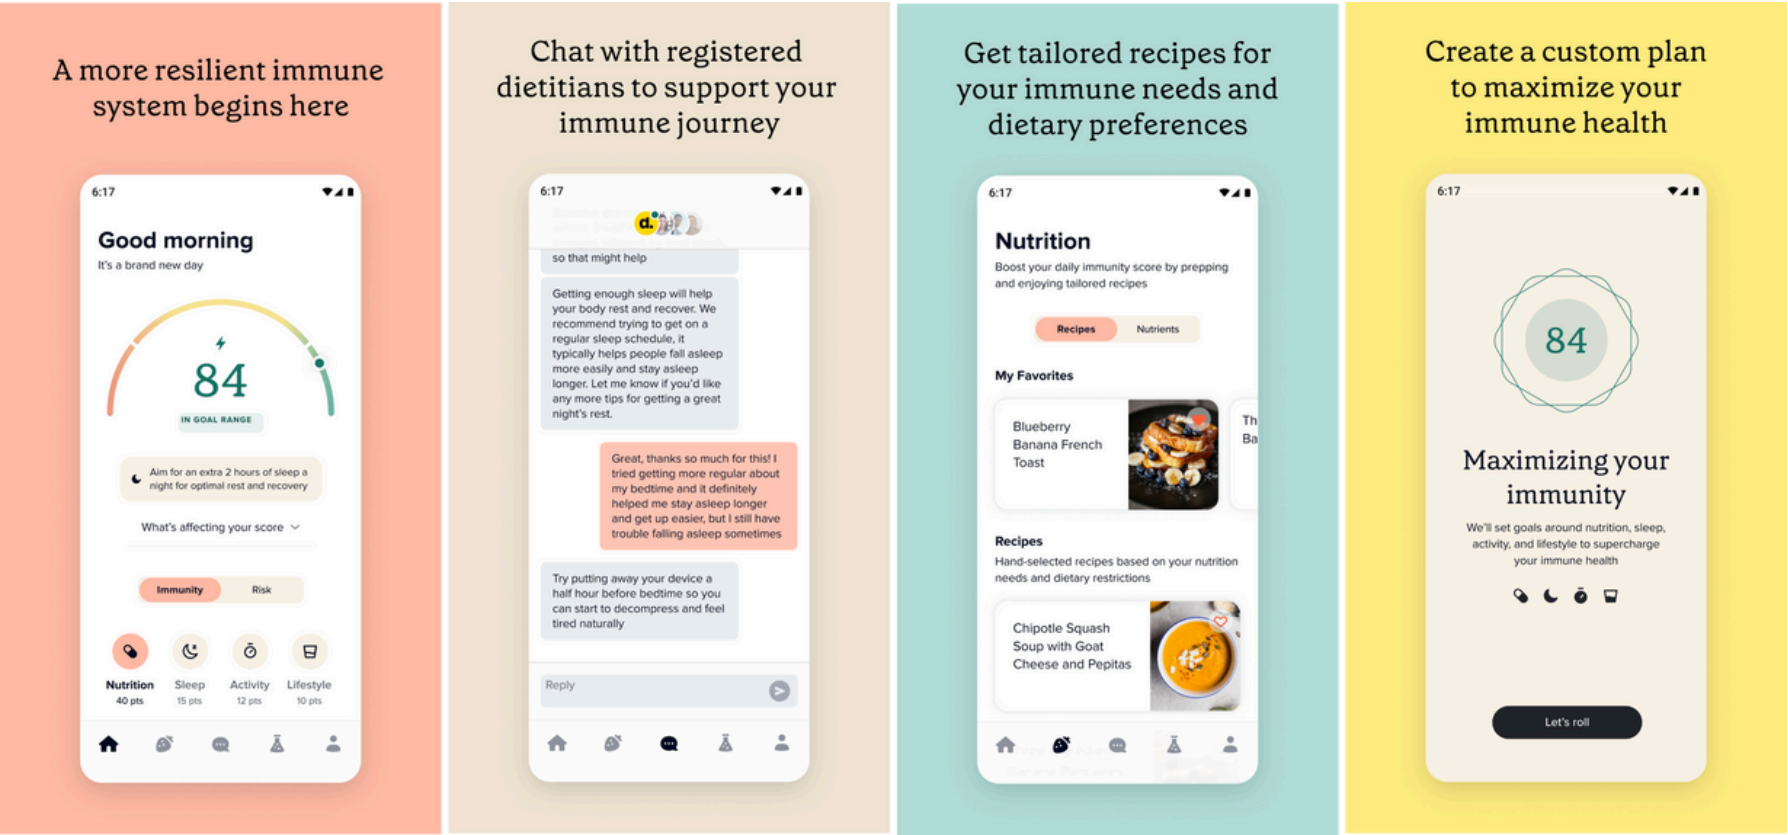 A more resilient immune
system begins here
6:17
Good morning
It's a brand new day
84
IN GOAL RANGE
Aim for an extra 2 hours of sleep a
night for optimal rest and recovery
What's affecting your score
Immunity
Risk
Nutrition
40 pts
Sleep
15 pts
Activity
12 pts
Lifestyle
10 pts
Chat with registered
dietitians to support your
immune journey
6:17
d.
so that might help
Getting enough sleep will help
your body rest and recover. We
recommend trying to get on a
regular sleep schedule, it
typically helps people fall asleep
more easily and stay asleep
longer. Let me know if you'd like
any more tips for getting a great
night's rest.
Great, thanks so much for this! I
tried getting more regular about
my bedtime and it definitely
helped me stay asleep longer
and get up easier, but I still have
trouble falling asleep sometimes
Try putting away your device a
half hour before bedtime so you
can start to decompress and feel
tired naturally
Reply
Get tailored recipes for
your immune needs and
dietary preferences
6:17
Nutrition
Boost your daily immunity score by prepping
and enjoying tailored recipes
Recipes
Nutrients
My Favorites
Blueberry
Banana French
Toast
Th
Ba
Recipes
Hand-selected recipes based on your nutrition
needs and dietary restrictions
Chipotle Squash
Soup with Goat
Cheese and Pepitas
Create a custom plan
to maximize your
immune health
6:17
84
Maximizing your
immunity
We'll set goals around nutrition, sleep,
activity, and lifestyle to supercharge
your immune health
Let's roll